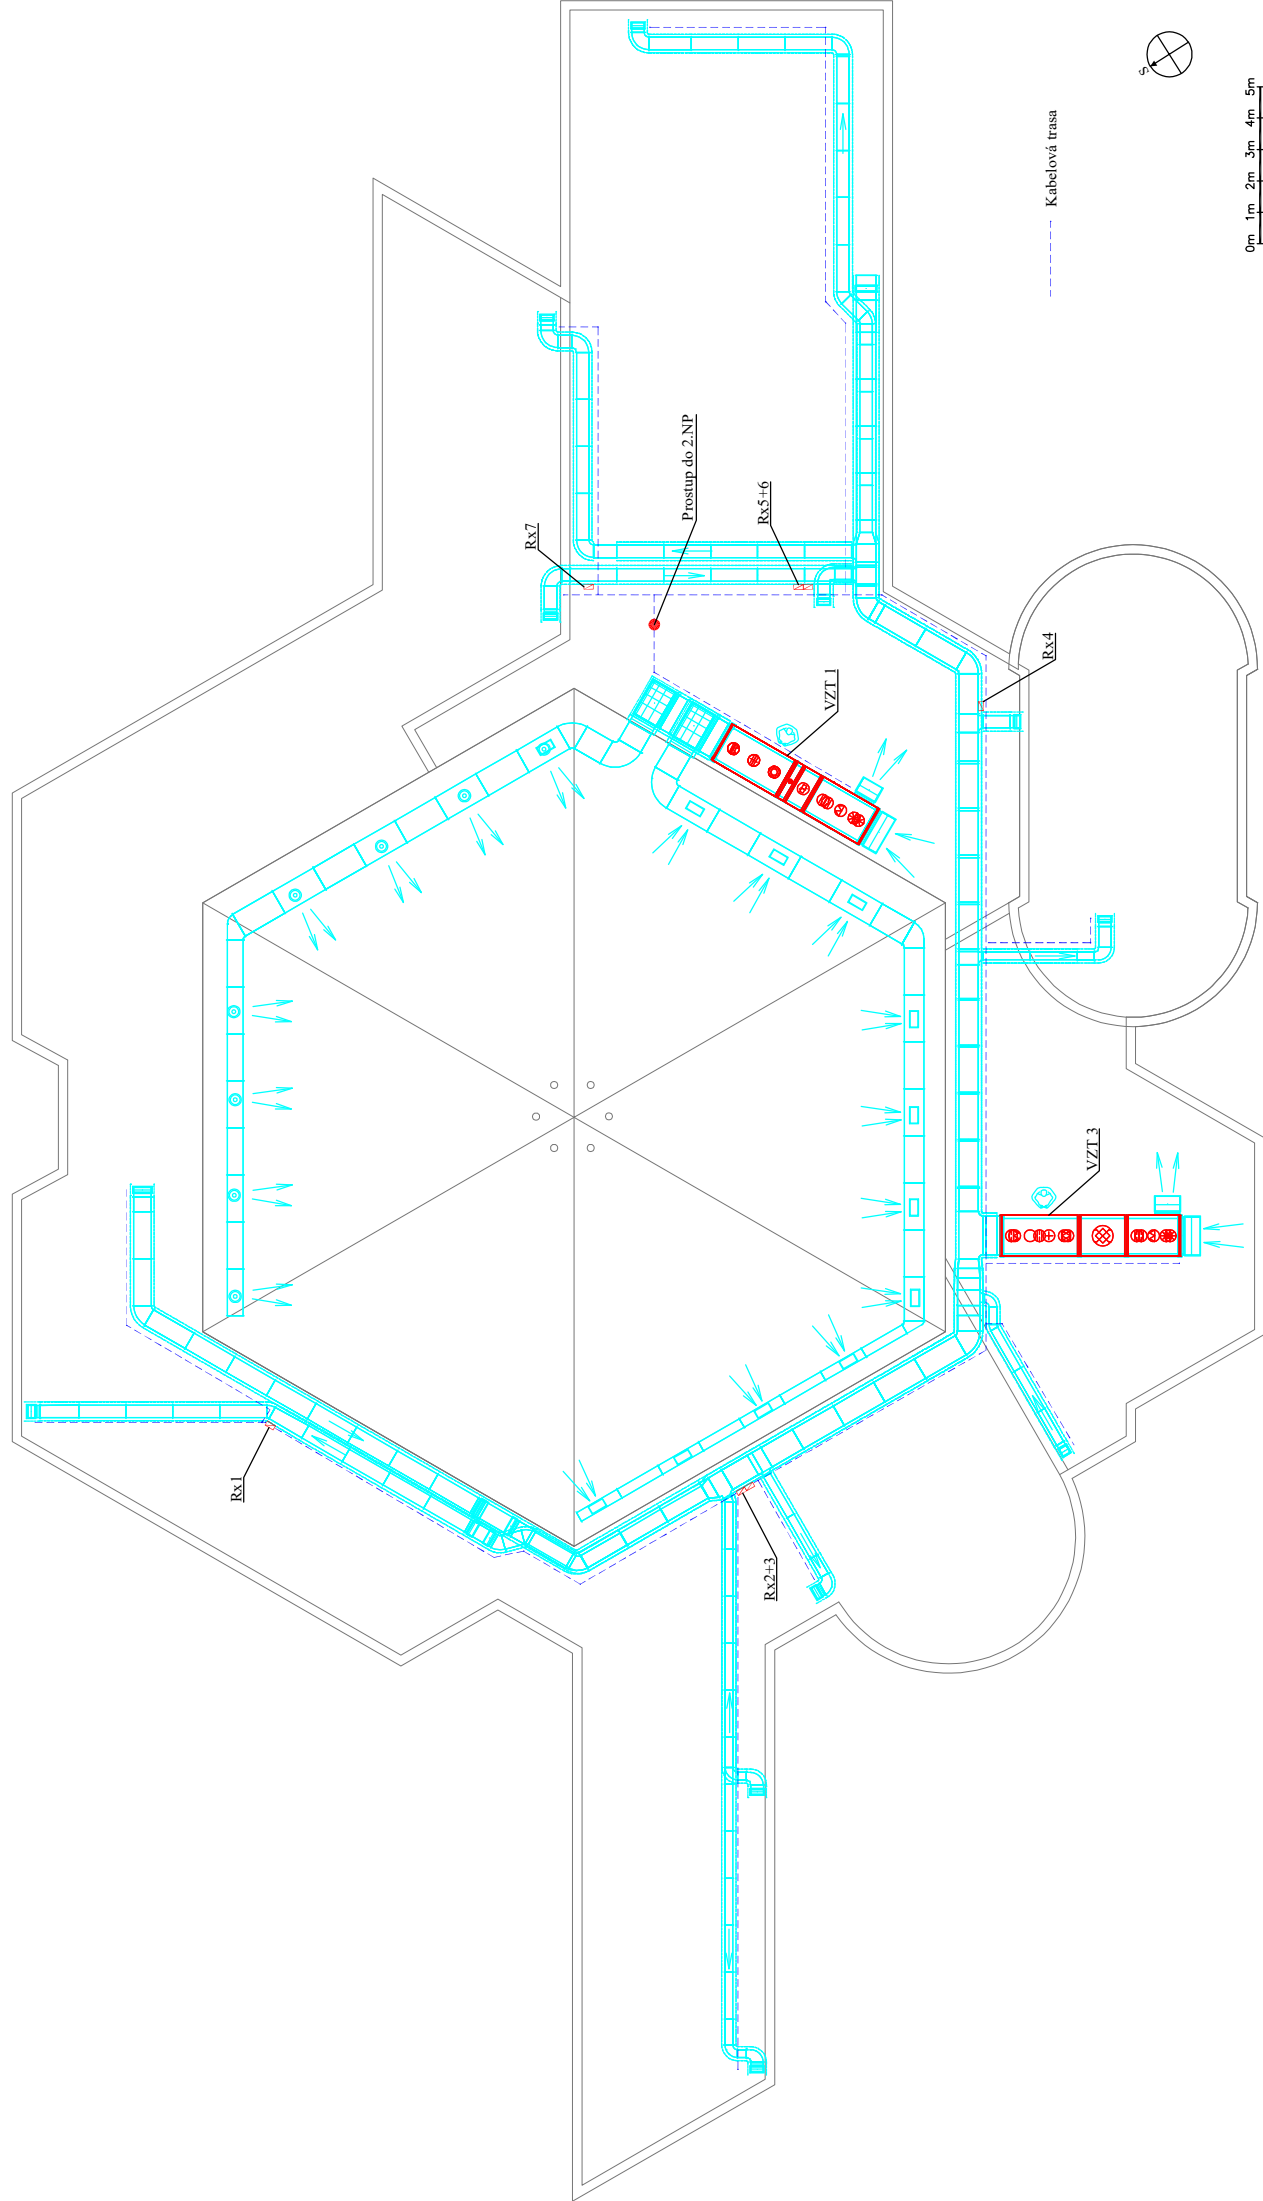 S
0m 1m 2m 3m 4m 5m
Kabelová trasa
Prostup do 2.NP
Rx7
Rx5+6
Rx4
VZT 1
VZT 3
Rx1
Rx2+3